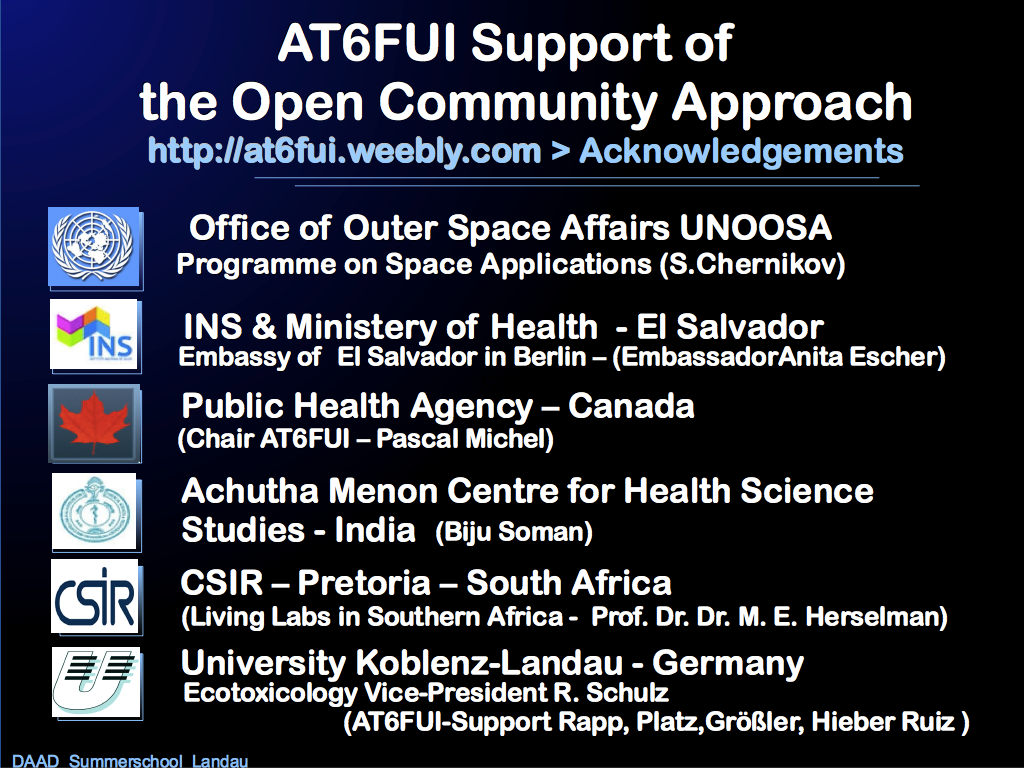 AT6FUI Support of
the Open Community Approach
http://at6fui.weebly.com > Acknowledgements
Office of Outer Space Affairs UNOOSA
Programme on Space Applications (S.Chernikov)
INS
INS & Ministery of Health - El Salvador
Embassy of El Salvador in Berlin – (EmbassadorAnita Escher)
Public Health Agency – Canada
(Chair AT6FUI – Pascal Michel)
Achutha Menon Centre for Health Science
Studies - India (Biju Soman)
CSIR
CSIR – Pretoria – South Africa
(Living Labs in Southern Africa - Prof. Dr. Dr. M. E. Herselman)
University Koblenz-Landau - Germany
Ecotoxicology Vice-President R. Schulz
(AT6FUI-Support Rapp, Platz,Größler, Hieber Ruiz )
DAAD Summerschool Landau